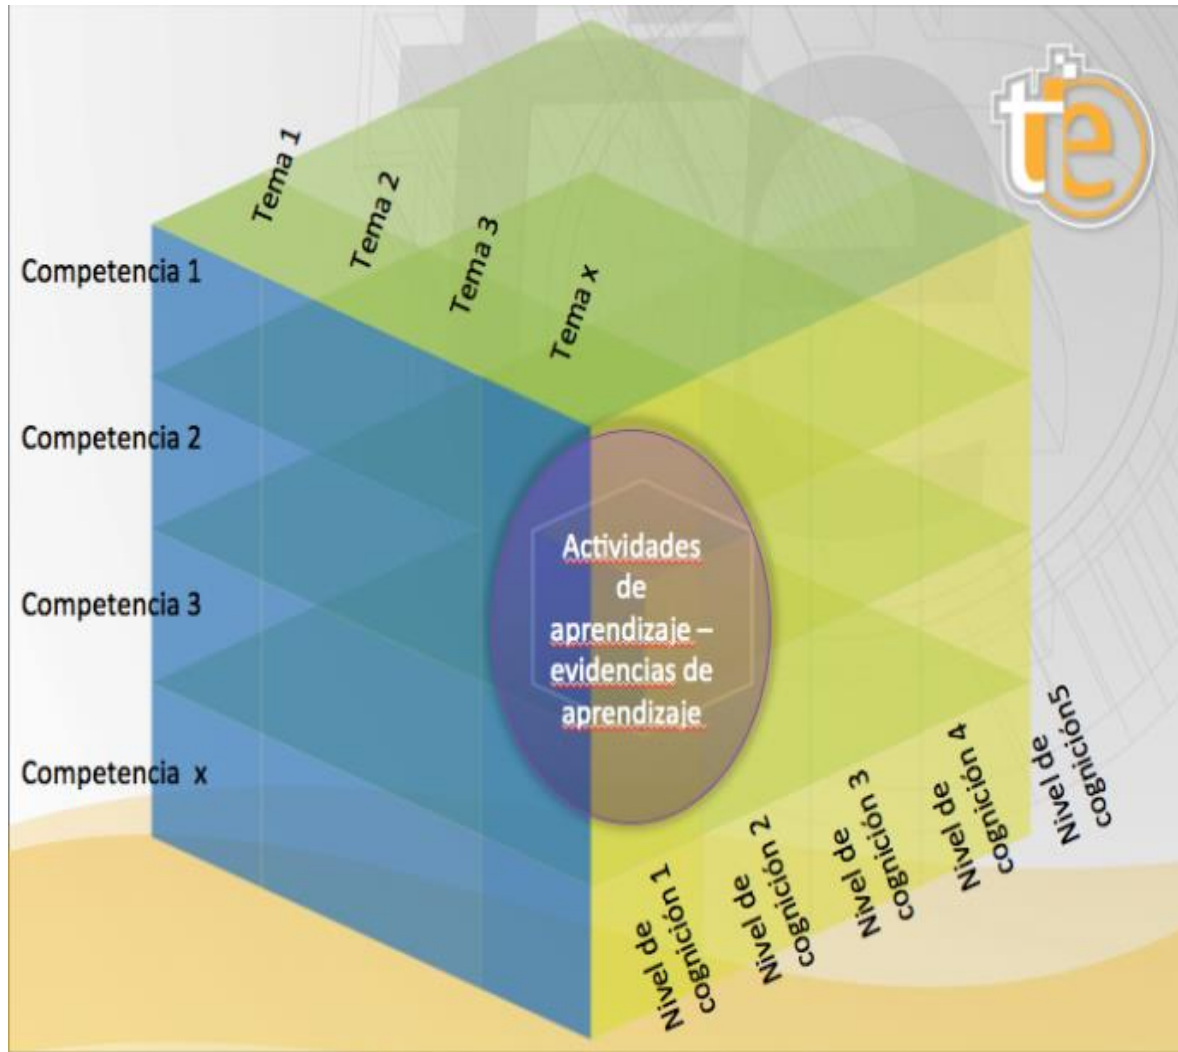 Tema 1
Tema 2
Tema 3
Tema x
te
Competencia 1
Competencia 2
Competencia 3
Competencia  x
Actividades
de
aprendizaje –
evidencias de
aprendizaje
Nivel de
cognición 1
Nivel de
cognición 2
Nivel de
cognición 3
Nivel de
cognición 4
Nivel de
cognición5